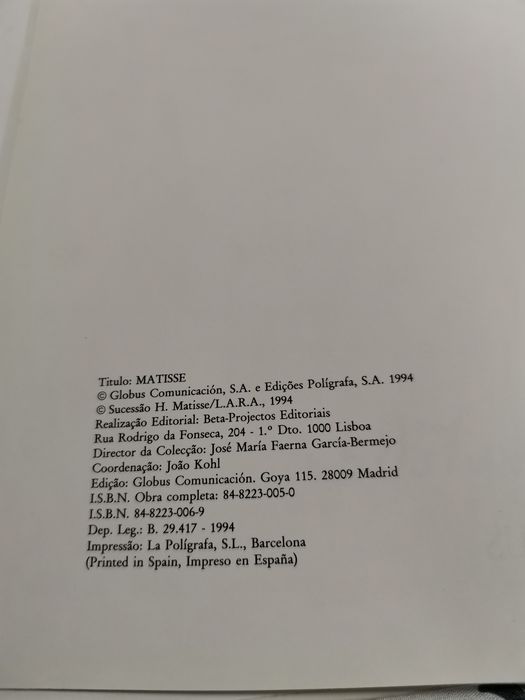 Titulo: MATISSE
© Globus Comunicación, S.A. e Edições Polígrafa, S.A. 1994
© Sucessão H. Matisse/L.A.R.A., 1994
Realização Editorial: Beta-Projectos Editoriais
Rua Rodrigo da Fonseca, 204 - 1.º Dto. 1000 Lisboa
Director da Colecção: José María Faerna García-Bermejo
Coordenação: João Kohl
Edição: Globus Comunicación. Goya 115. 28009 Madrid
I.S.B.N. Obra completa: 84-8223-005-0
I.S.B.N. 84-8223-006-9
Dep. Leg.: B. 29.417 - 1994
Impressão: La Polígrafa, S.L., Barcelona
(Printed in Spain, Impreso en España)